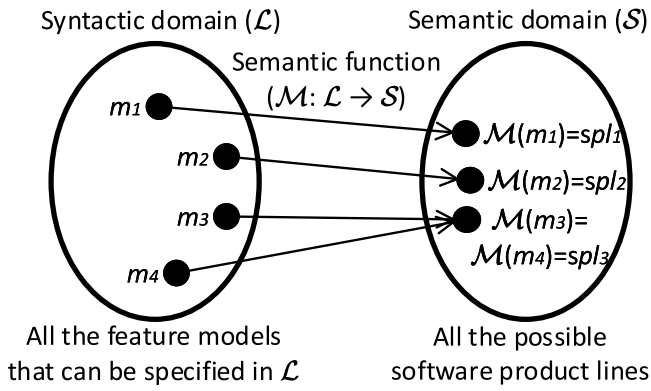 Syntactic domain (ℒ)
Semantic domain (𝒮)
Semantic function
(ℳ: ℒ → 𝒮)
m1
m2
m3
m4
ℳ(m1)=spl1
ℳ(m2)=spl2
ℳ(m3)=
ℳ(m4)=spl3
All the feature models
that can be specified in ℒ
All the possible
software product lines